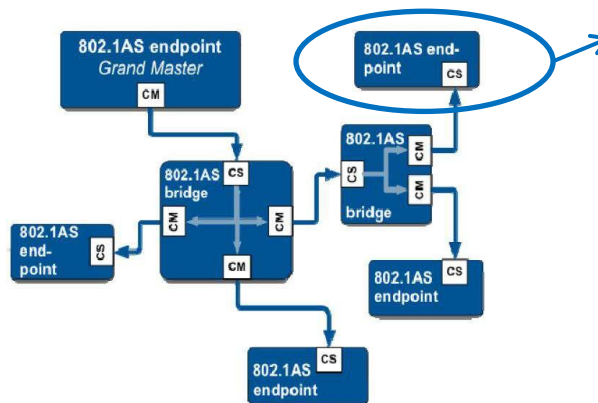 802.1AS endpoint
Grand Master
CM
802.1AS end-
point
CS
802.1AS
bridge
CS
CM
CM
CM
802.1AS
CS
CM
CM
bridge
802.1AS
end-
point
CS
CS
802.1AS
endpoint
CS
802.1AS
endpoint